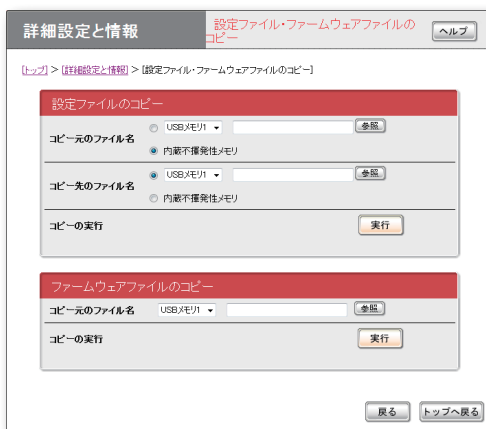 詳細設定と情報
設定ファイル・ファームウェアファイルの
コピー
ヘルプ
[トップ] > [詳細設定と情報] > [設定ファイル・ファームウェアファイルのコピー]
設定ファイルのコピー
コピー元のファイル名
USBメモリ1
参照
内蔵不揮発性メモリ
コピー先のファイル名
USBメモリ1
参照
内蔵不揮発性メモリ
コピーの実行
実行
ファームウェアファイルのコピー
コピー元のファイル名
USBメモリ1
参照
コピーの実行
実行
戻る
トップへ戻る